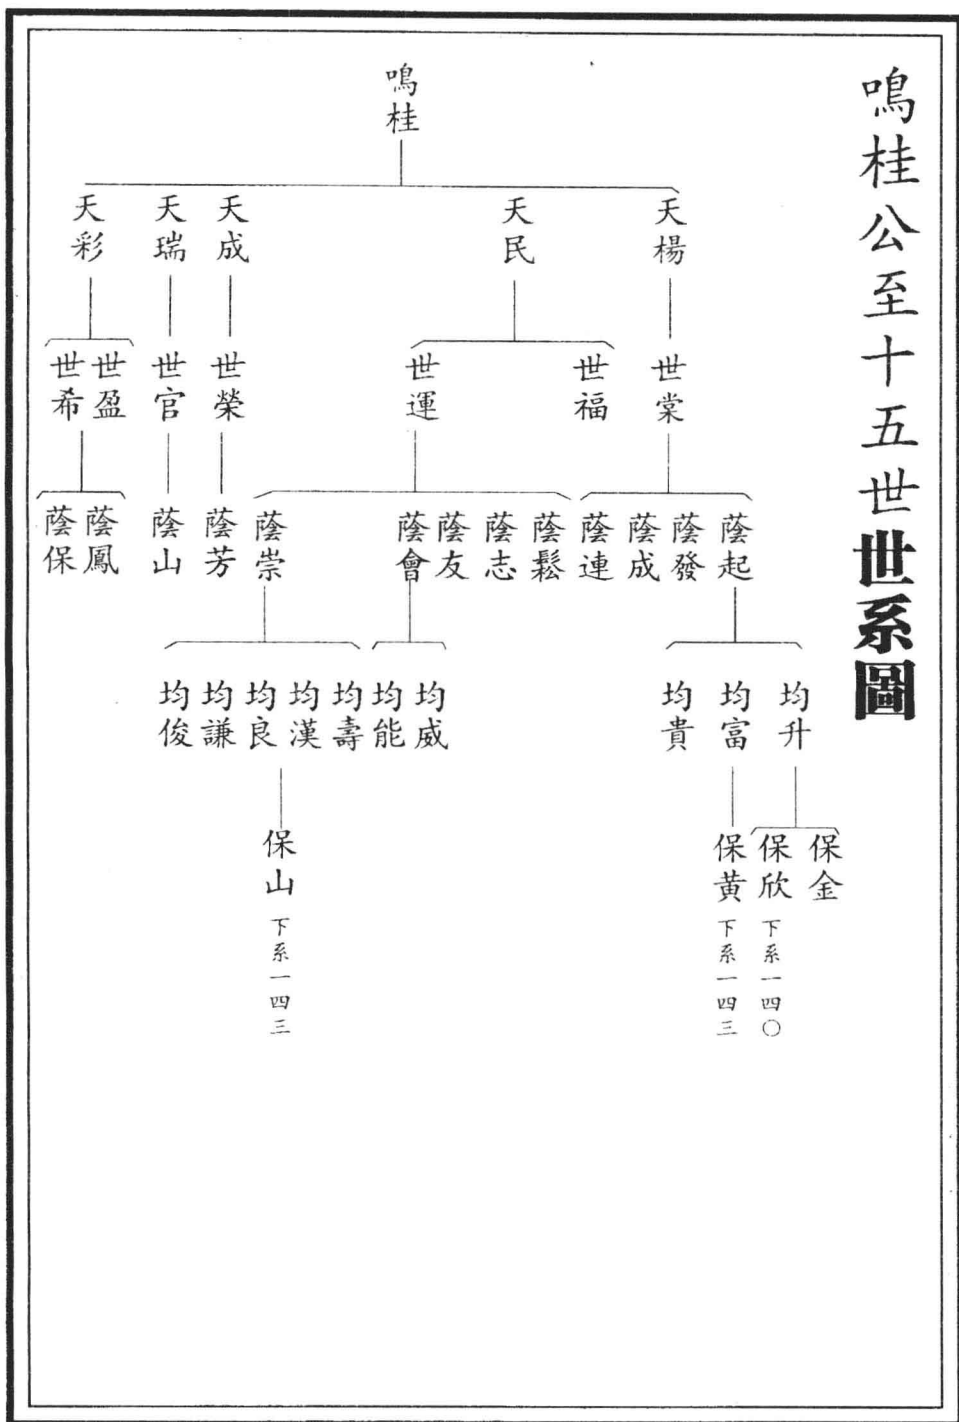 鳴桂公至十五世世系圖
鳴桂
天楊
天民
天成
天瑞
天彩
世棠
世福
世運
世榮
世官
世盈
世希
蔭起
蔭發
蔭成
蔭連
蔭鬆
蔭志
蔭友
蔭會
蔭崇
蔭芳
蔭山
蔭鳳
蔭保
均升
均富
均貴
均威
均能
均壽
均漢
均良
均謙
均俊
保金
保欣下系一四〇
保黃下系一四三
保山下系一四三